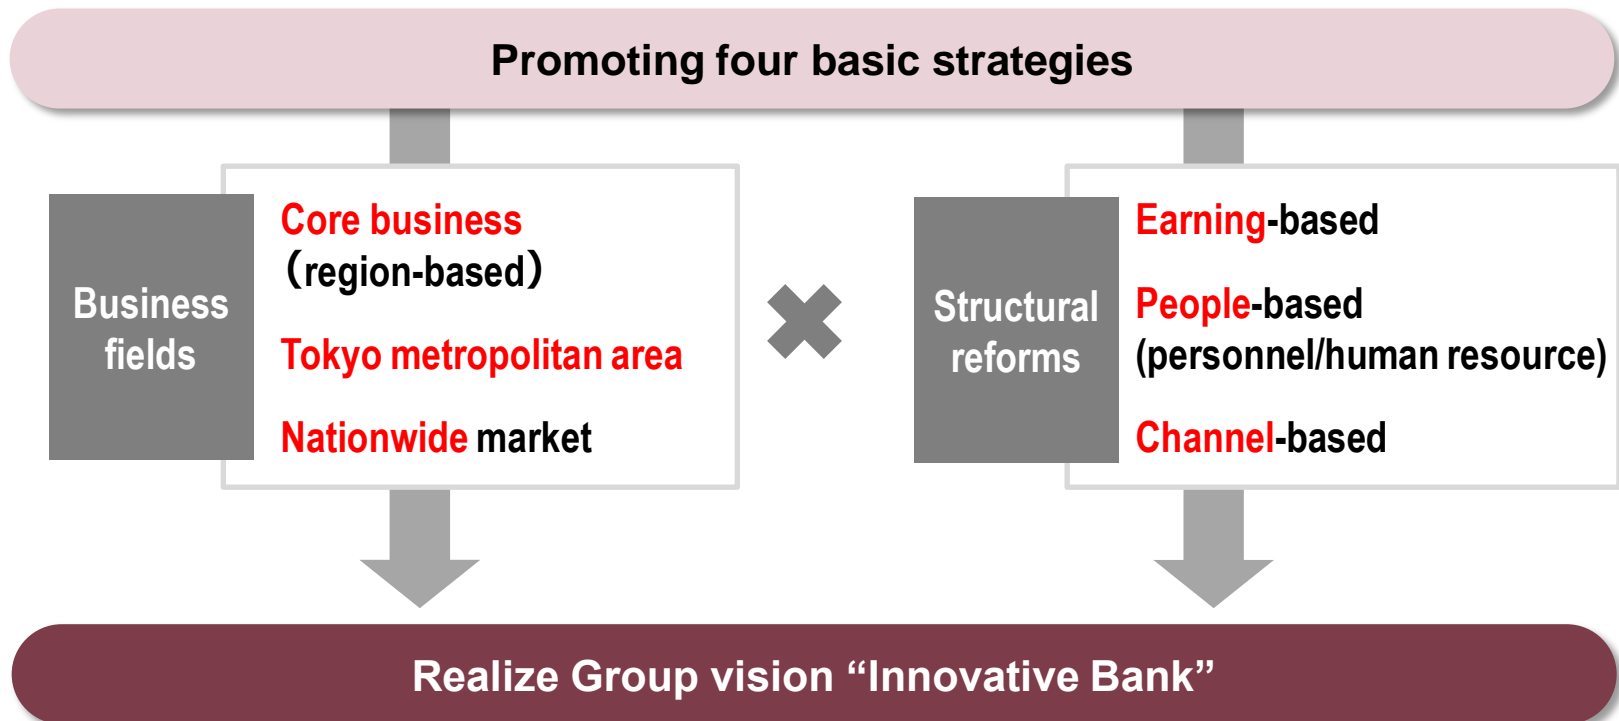 Promoting four basic strategies
Business
fields
Core business
（region-based）
Tokyo metropolitan area
Nationwide market
Structural
reforms
Earning-based
People-based
(personnel/human resource)
Channel-based
Realize Group vision “Innovative Bank”